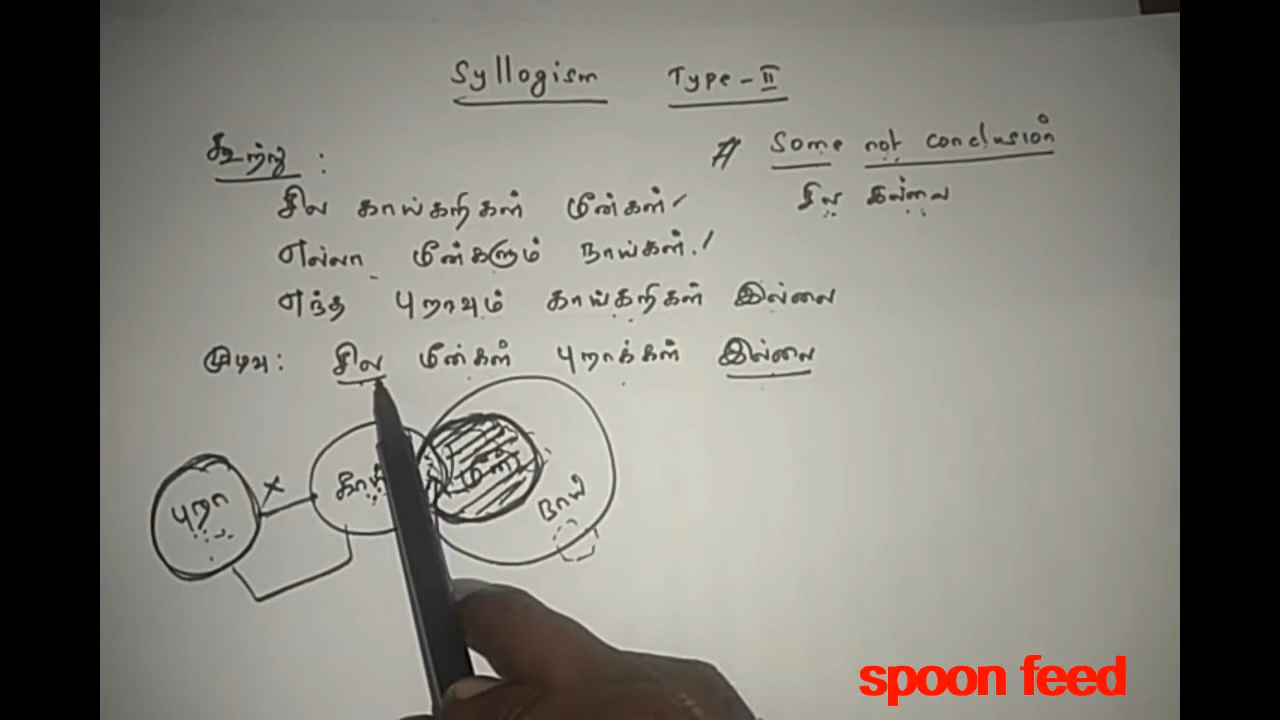 Syllogism Type - II
கூற்று :
# Some not conclusion
சில காய்கறிகள் மீன்கள்
சில இல்லை
எல்லா மீன்களும் நாய்கள்.
எந்த புறாவும் காய்கறிகள் இல்லை
முடிவு : சில மீன்கள் புறாக்கள் இல்லை
புறா
x
மீன்
நாய்
spoon feed